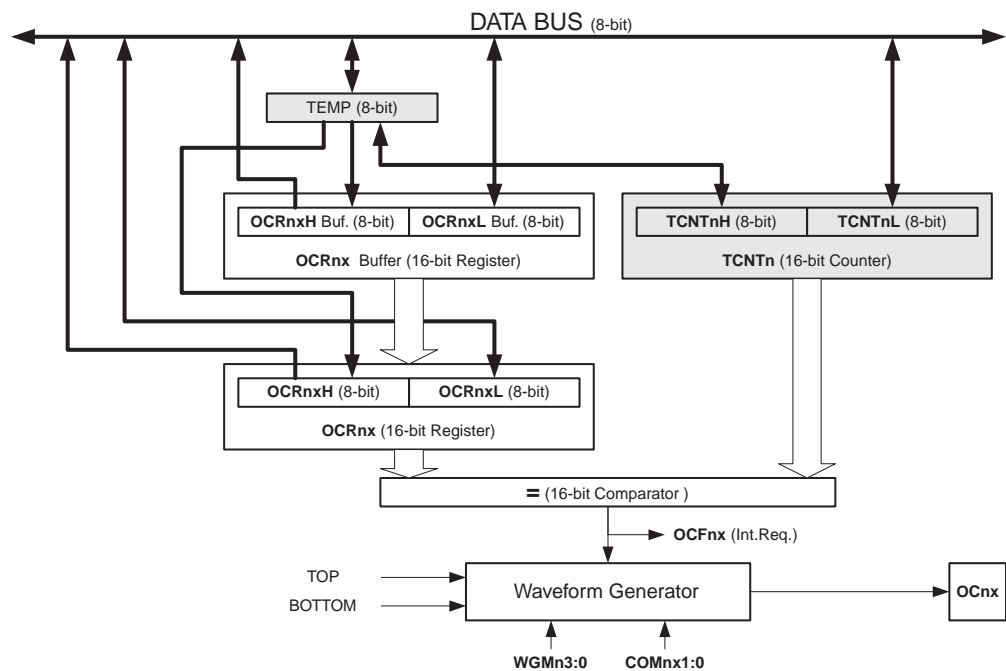 DATA BUS (8-bit)
TEMP (8-bit)
OCRnxH Buf. (8-bit)
OCRnxL Buf. (8-bit)
OCRnx Buffer (16-bit Register)
TCNTnH (8-bit)
TCNTnL (8-bit)
TCNTn (16-bit Counter)
OCRnxH (8-bit)
OCRnxL (8-bit)
OCRnx (16-bit Register)
= (16-bit Comparator )
OCFnx (Int.Req.)
TOP
BOTTOM
Waveform Generator
OCnx
WGMn3:0
COMnx1:0